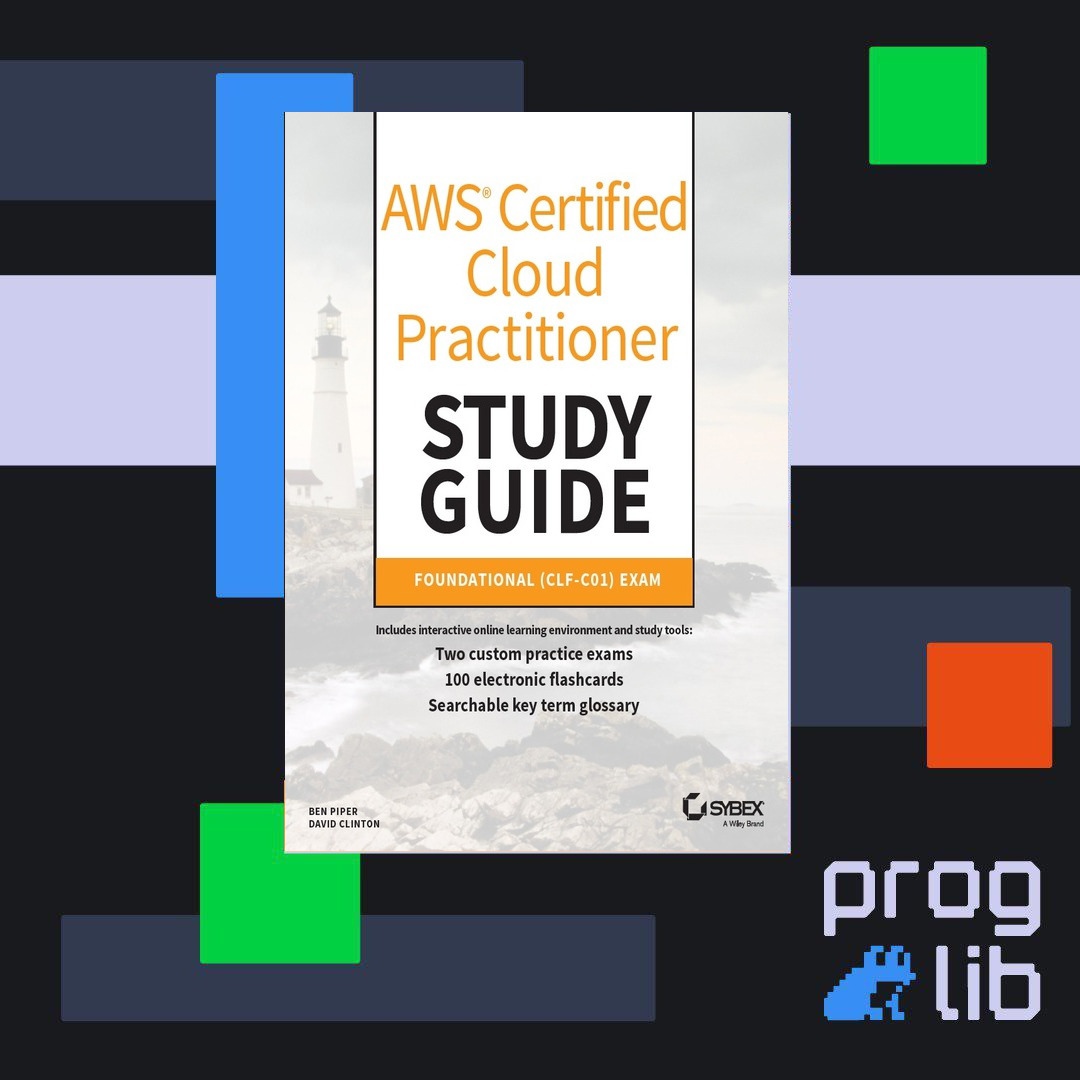 AWS® Certified
Cloud
Practitioner
STUDY
GUIDE
FOUNDATIONAL (CLF-C01) EXAM
Includes interactive online learning environment and study tools:
Two custom practice exams
100 electronic flashcards
Searchable key term glossary
BEN PIPER
DAVID CLINTON
SYBEX
A Wiley Brand
prog
lib